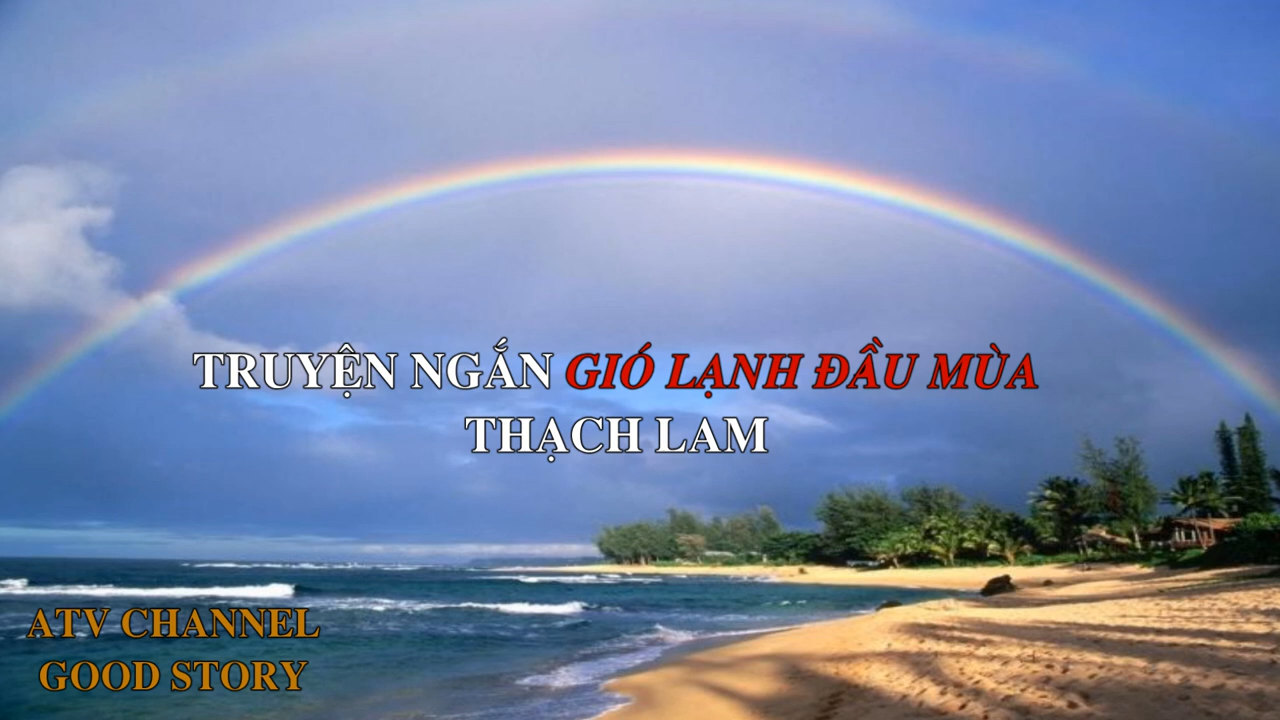 TRUYỆN NGẮN GIÓ LẠNH ĐẦU MÙA
THẠCH LAM
ATV CHANNEL
GOOD STORY